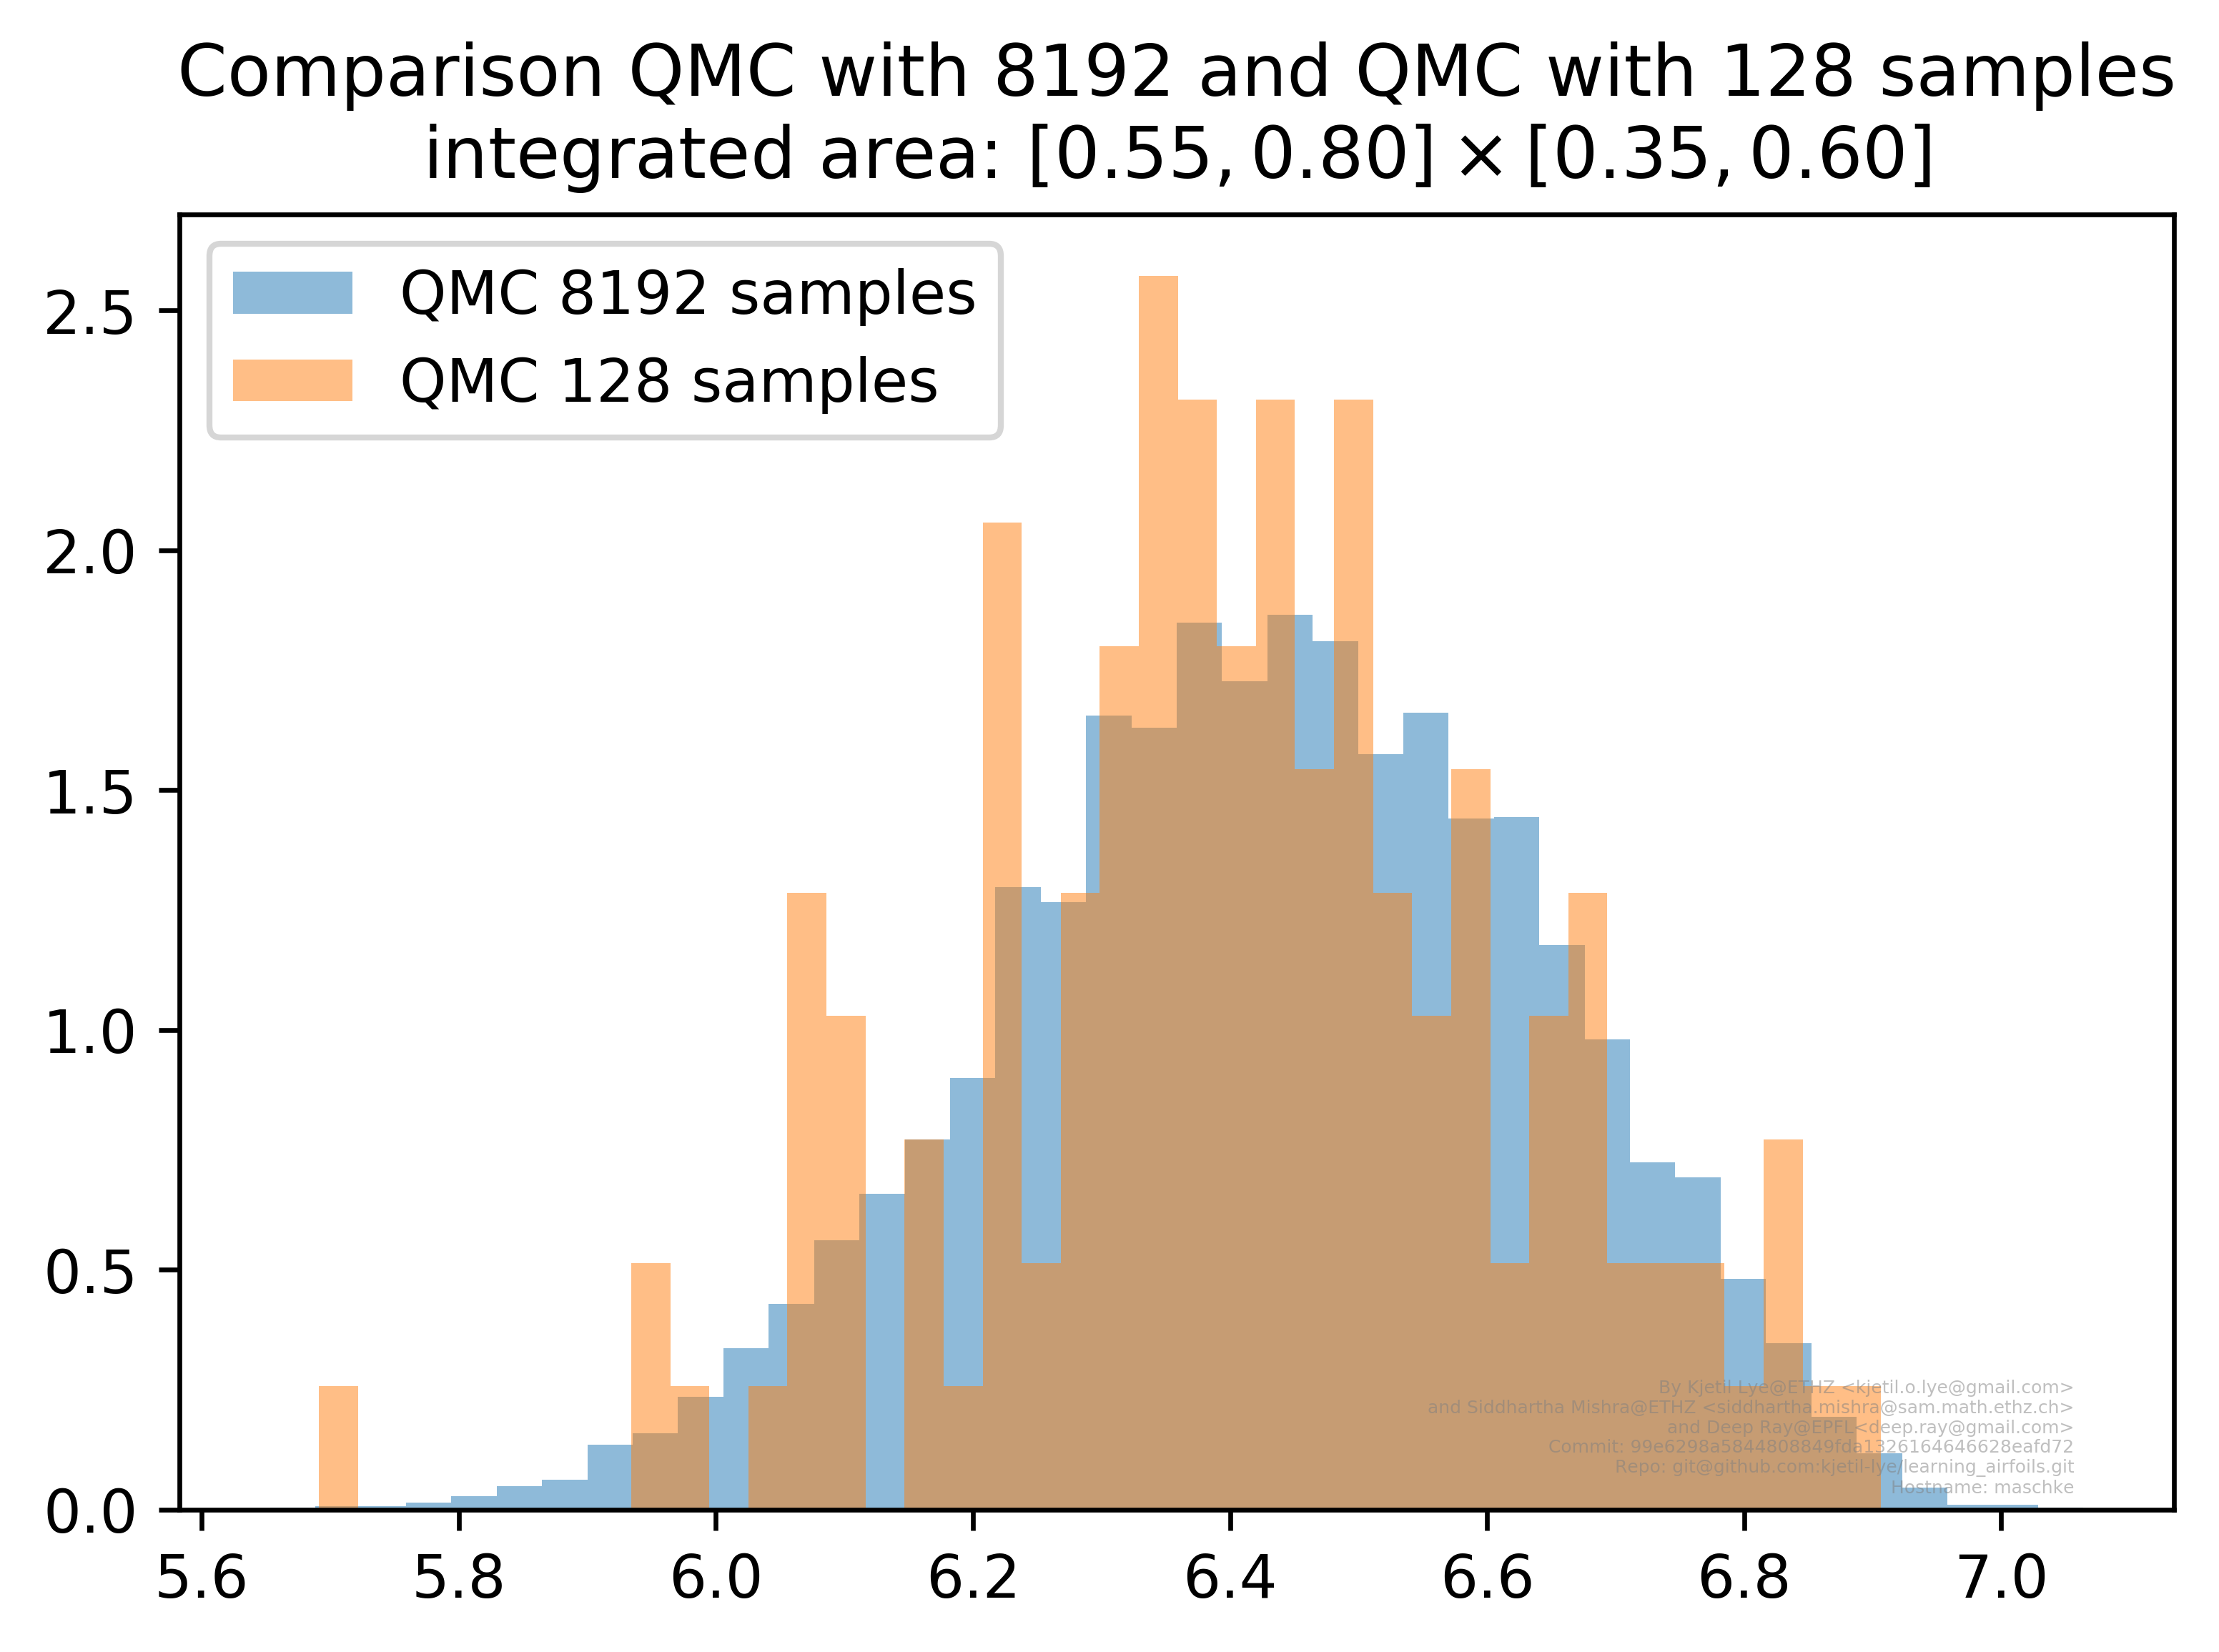 Comparison QMC with 8192 and QMC with 128 samples
integrated area: [0.55, 0.80] × [0.35, 0.60]
QMC 8192 samples
QMC 128 samples
2.5
2.0
1.5
1.0
0.5
0.0
By Kjetil Lye@ETHZ <kjetil.o.lye@gmail.com>
and Siddhartha Mishra@ETHZ <siddhartha.mishra@sam.math.ethz.ch>
and Deep Ray@EPFL<deep.ray@gmail.com>
Commit: 99e6298a5844808849fda1326164646628eafd72
Repo: git@github.com:kjetil-lye/learning_airfoils.git
Hostname: maschke
5.6 5.8 6.0 6.2 6.4 6.6 6.8 7.0